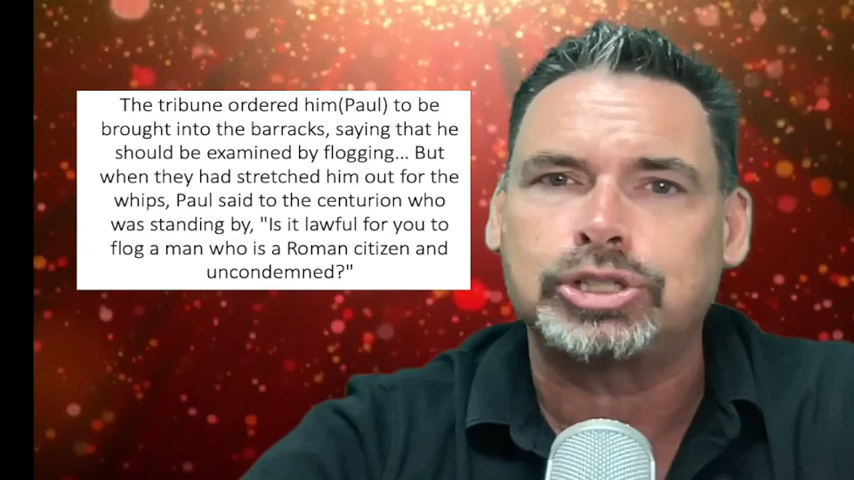 The tribune ordered him(Paul) to be
brought into the barracks, saying that he
should be examined by flogging... But
when they had stretched him out for the
whips, Paul said to the centurion who
was standing by, "Is it lawful for you to
flog a man who is a Roman citizen and
uncondemned?"